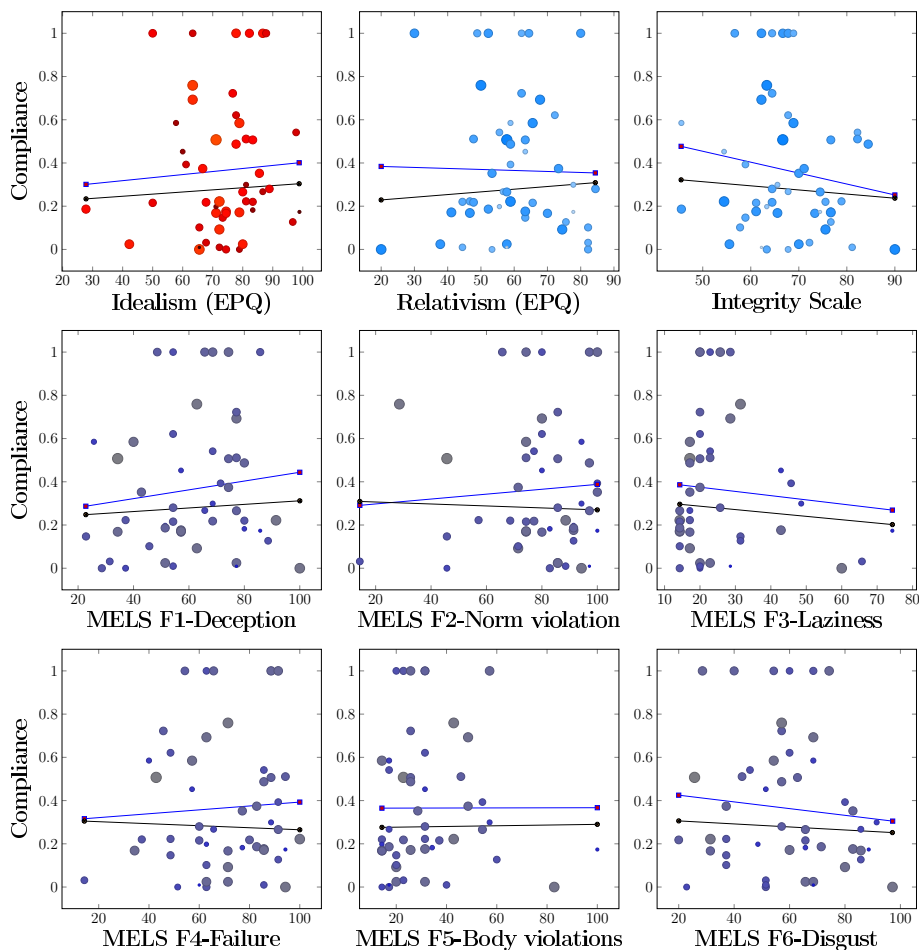 1
0.8
0.6
0.4
0.2
0
Compliance
20 30 40 50 60 70 80 90 100
20 30 40 50 60 70 80 90
50 60 70 80 90
Idealism (EPQ)
Relativism (EPQ)
Integrity Scale
1
0.8
0.6
0.4
0.2
0
Compliance
20 40 60 80 100
20 40 60 80 100
10 20 30 40 50 60 70 80
MELS F1-Deception
MELS F2-Norm violation
MELS F3-Laziness
1
0.8
0.6
0.4
0.2
0
Compliance
20 40 60 80 100
20 40 60 80 100
20 40 60 80 100
MELS F4-Failure
MELS F5-Body violations
MELS F6-Disgust